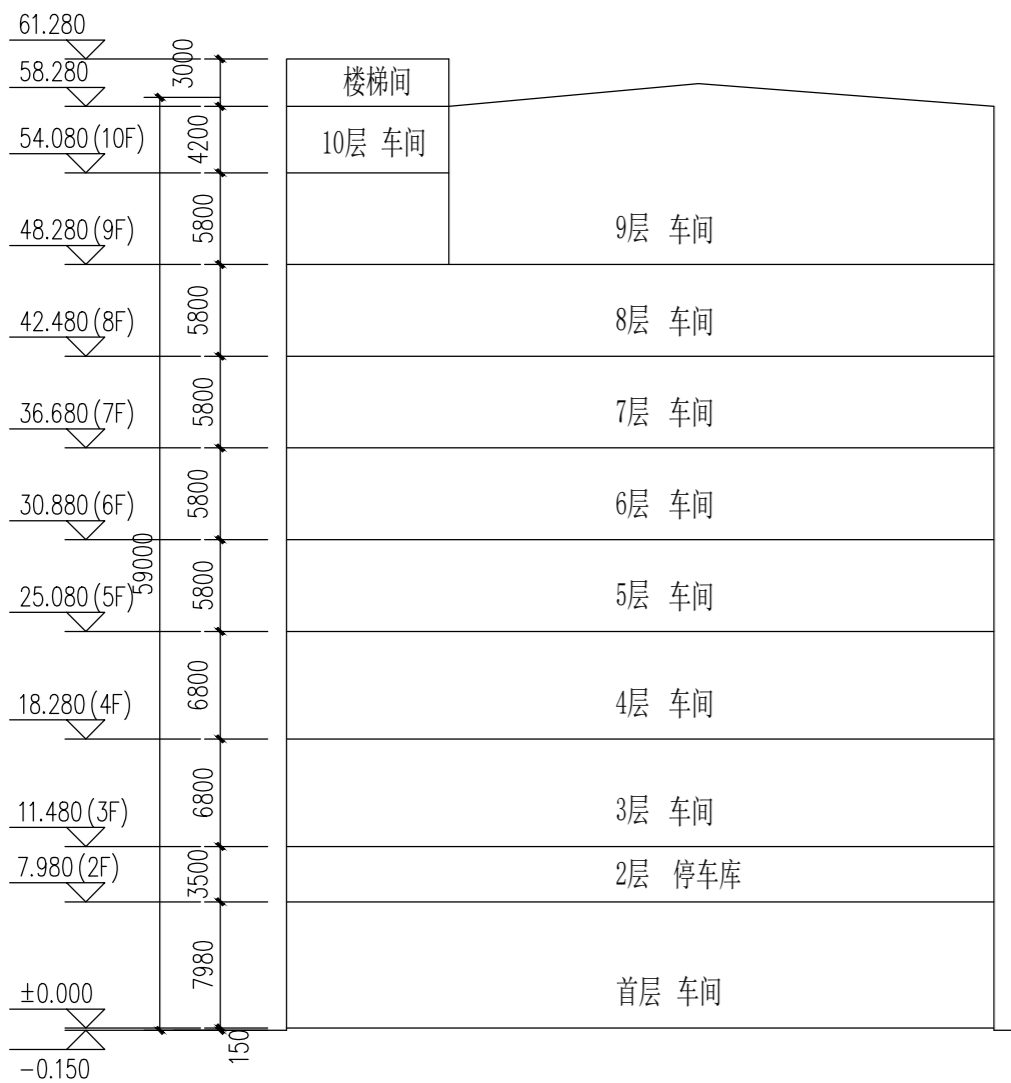 61.280
3000
58.280
楼梯间
54.080(10F)
4200
10层 车间
48.280(9F)
5800
9层 车间
42.480(8F)
5800
8层 车间
36.680(7F)
5800
7层 车间
30.880(6F)
5800
6层 车间
59000
25.080(5F)
5800
5层 车间
18.280(4F)
6800
4层 车间
11.480(3F)
6800
3层 车间
7.980(2F)
3500
2层 停车库
7980
±0.000
首层 车间
150
-0.150